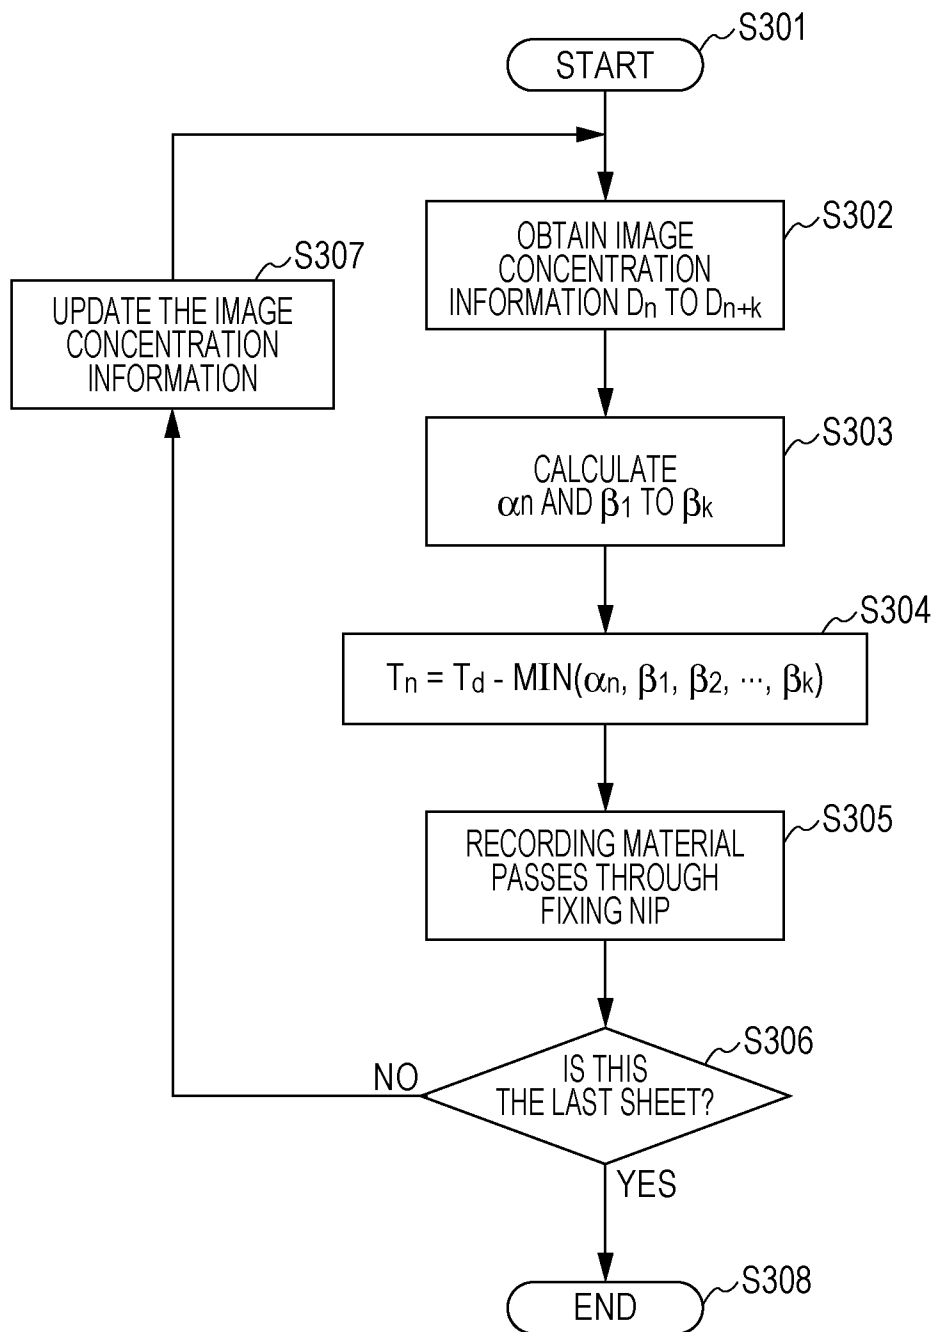 S301
START
S302
OBTAIN IMAGE
CONCENTRATION
INFORMATION Dn TO Dn+k
S307
UPDATE THE IMAGE
CONCENTRATION
INFORMATION
S303
CALCULATE
αn AND β1 TO βk
S304
Tn = Td - MIN(αn, β1, β2, ···, βk)
S305
RECORDING MATERIAL
PASSES THROUGH
FIXING NIP
S306
IS THIS
THE LAST SHEET?
NO
YES
S308
END